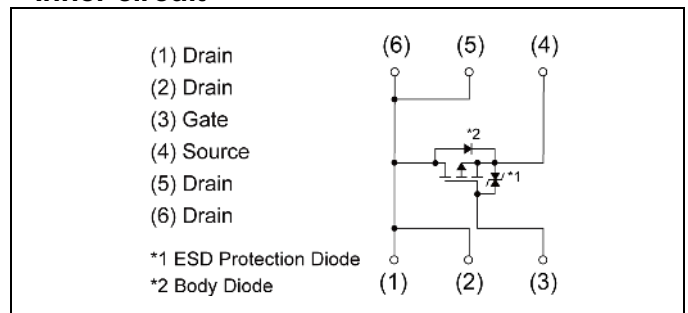 Inner circuit
(1) Drain
(2) Drain
(3) Gate
(4) Source
(5) Drain
(6) Drain
*1 ESD Protection Diode
*2 Body Diode
(6) (5) (4)
*2
*1
(1) (2) (3)